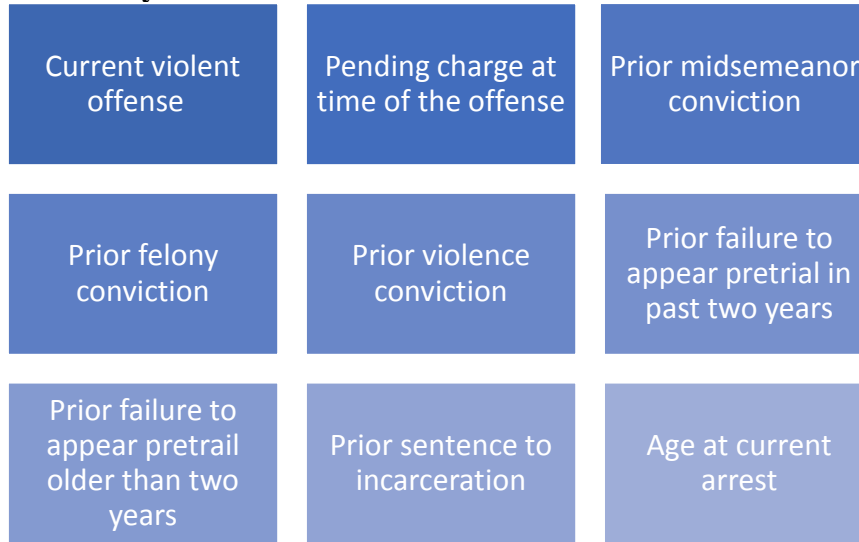 Current violent
offense
Pending charge at
time of the offense
Prior midsemeanor
conviction
Prior felony
conviction
Prior violence
conviction
Prior failure to
appear pretrial in
past two years
Prior failure to
appear pretrail
older than two
years
Prior sentence to
incarceration
Age at current
arrest